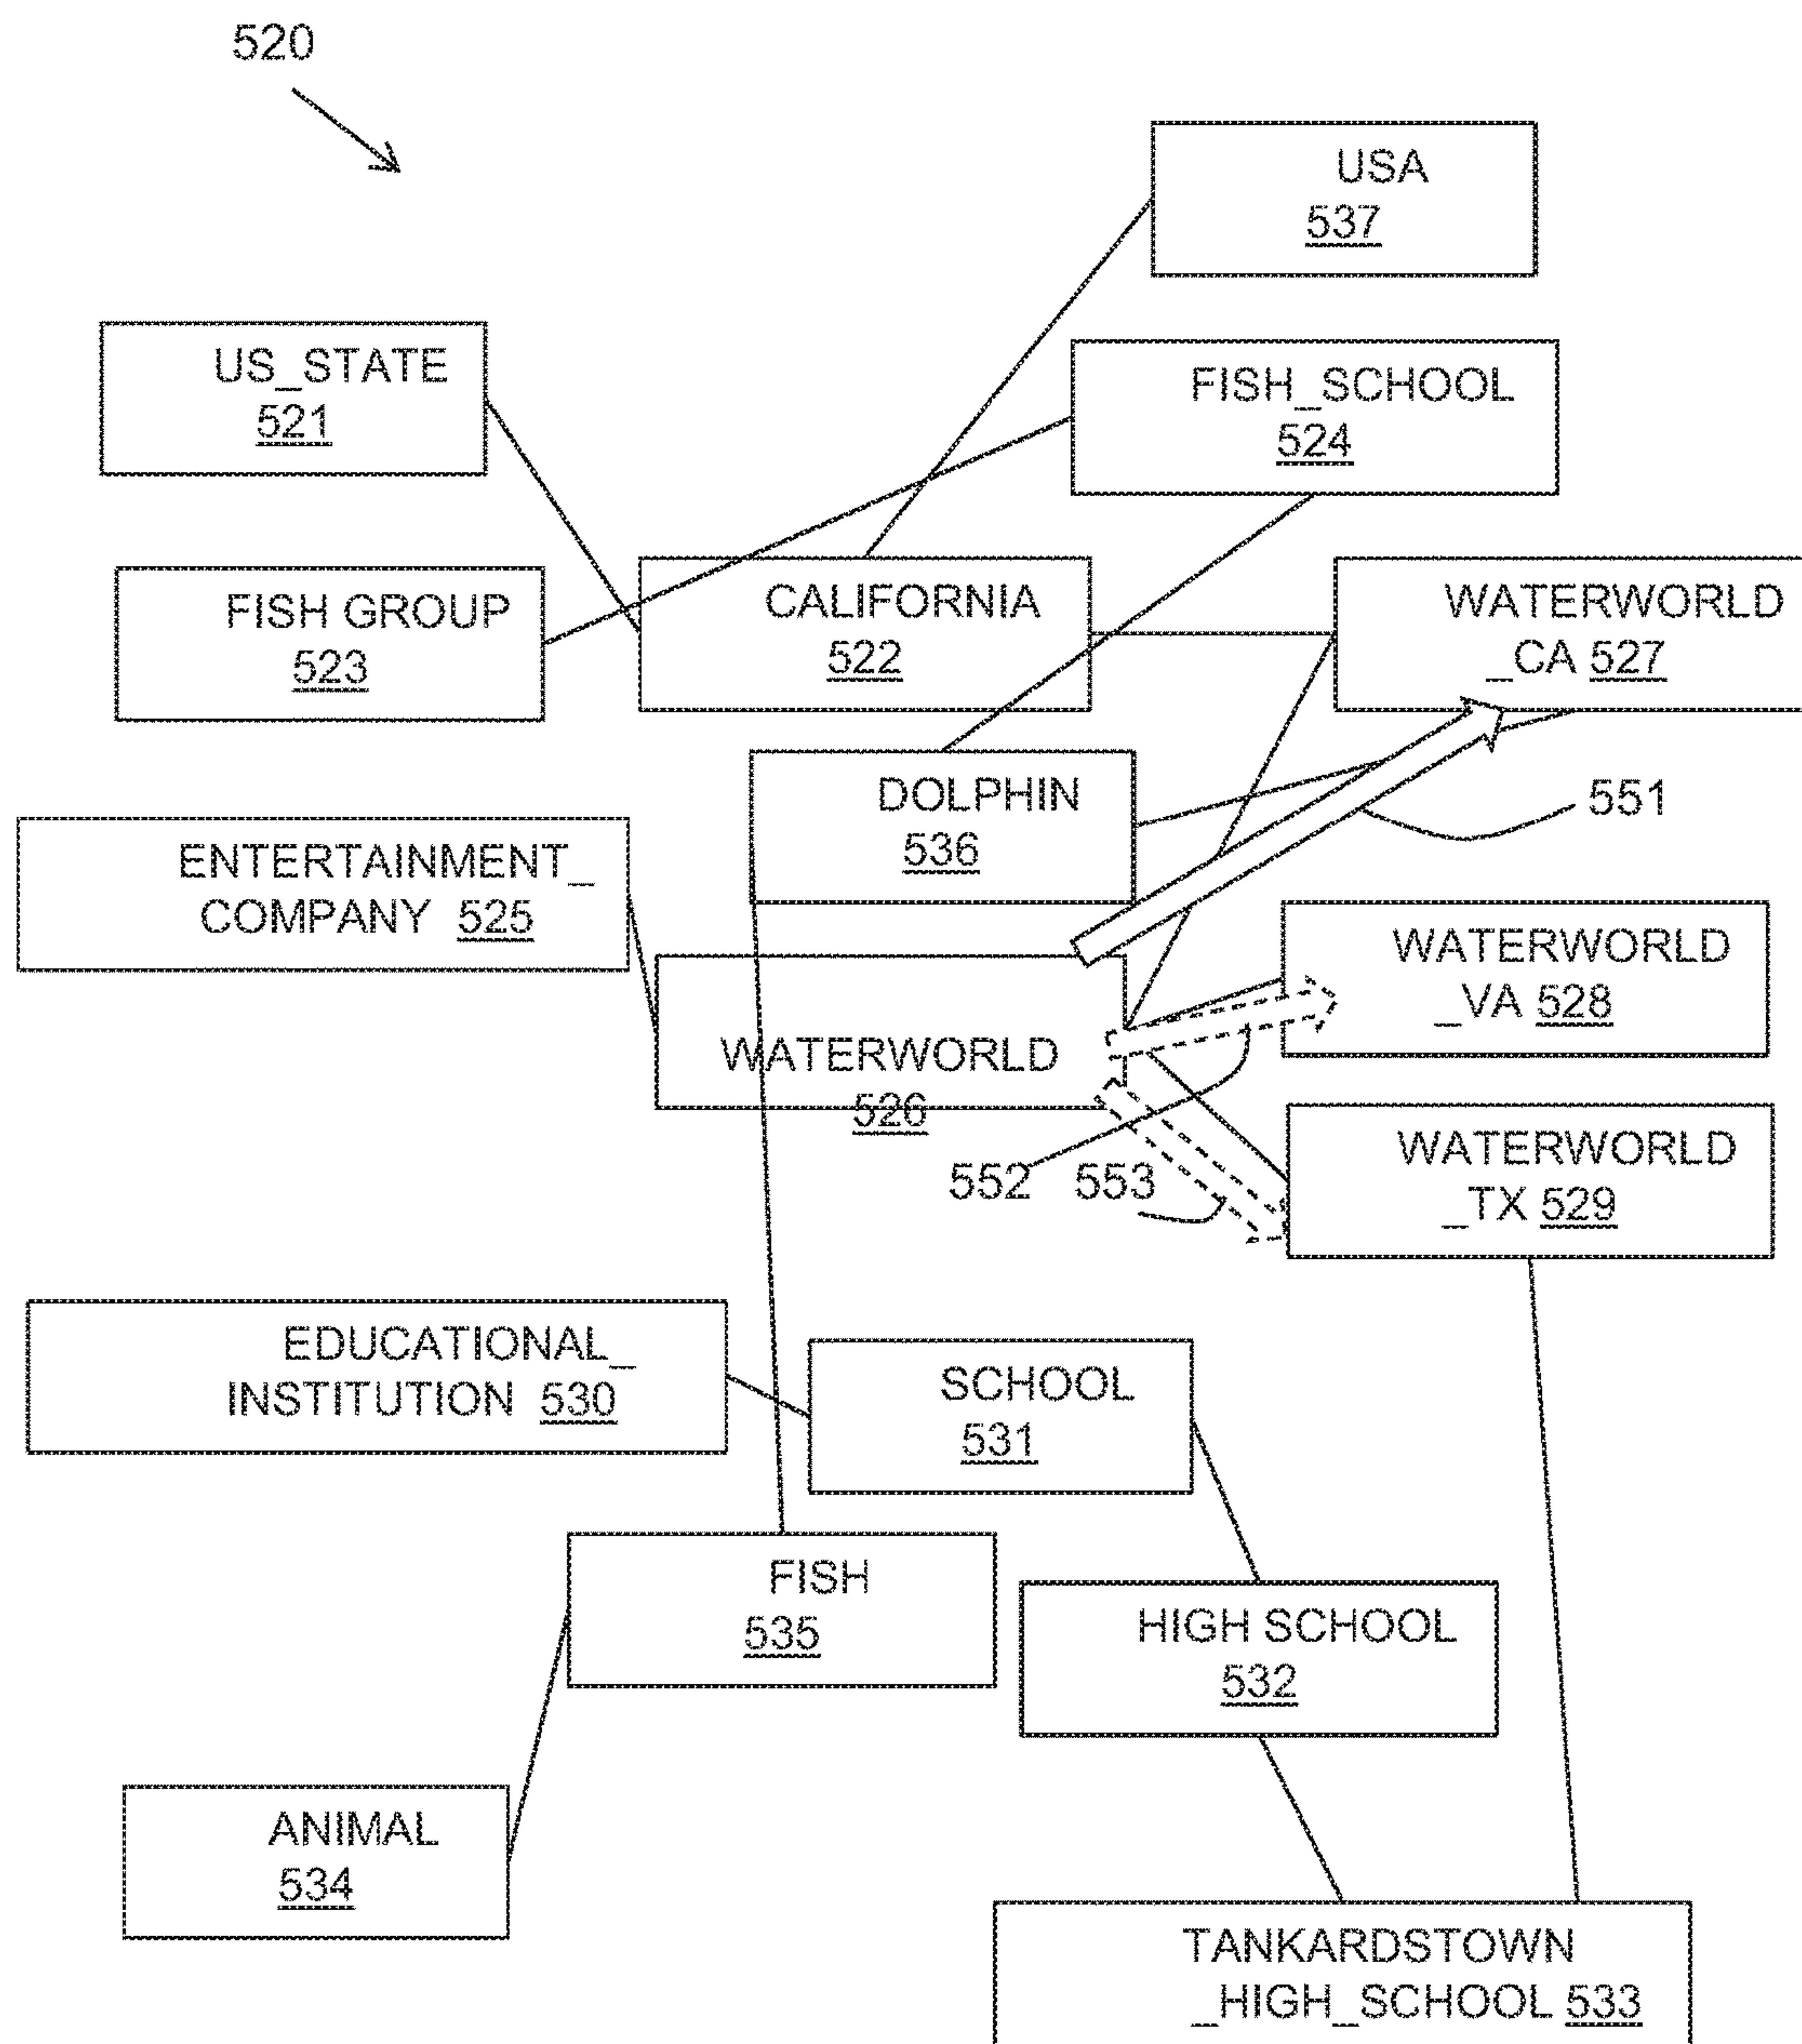 520
USA
537
US_STATE
521
FISH_SCHOOL
524
FISH GROUP
523
CALIFORNIA
522
WATERWORLD
_CA 527
DOLPHIN
536
551
ENTERTAINMENT_
COMPANY 525
WATERWORLD
_VA 528
WATERWORLD
526
WATERWORLD
_TX 529
552
553
EDUCATIONAL_
INSTITUTION 530
SCHOOL
531
FISH
535
HIGH SCHOOL
532
ANIMAL
534
TANKARDSTOWN
_HIGH_SCHOOL 533